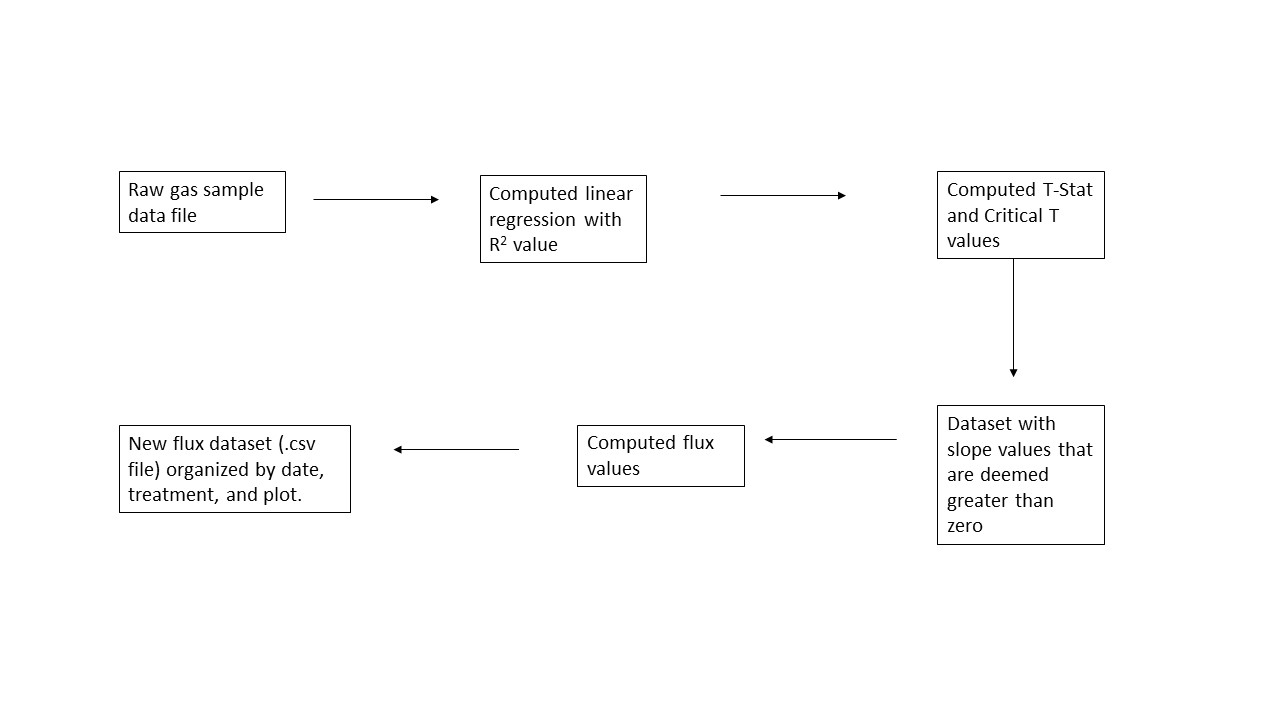 Raw gas sample
data file
Computed linear
regression with
R² value
Computed T-Stat
and Critical T
values
Dataset with
slope values that
are deemed
greater than
zero
Computed flux
values
New flux dataset (.csv
file) organized by date,
treatment, and plot.